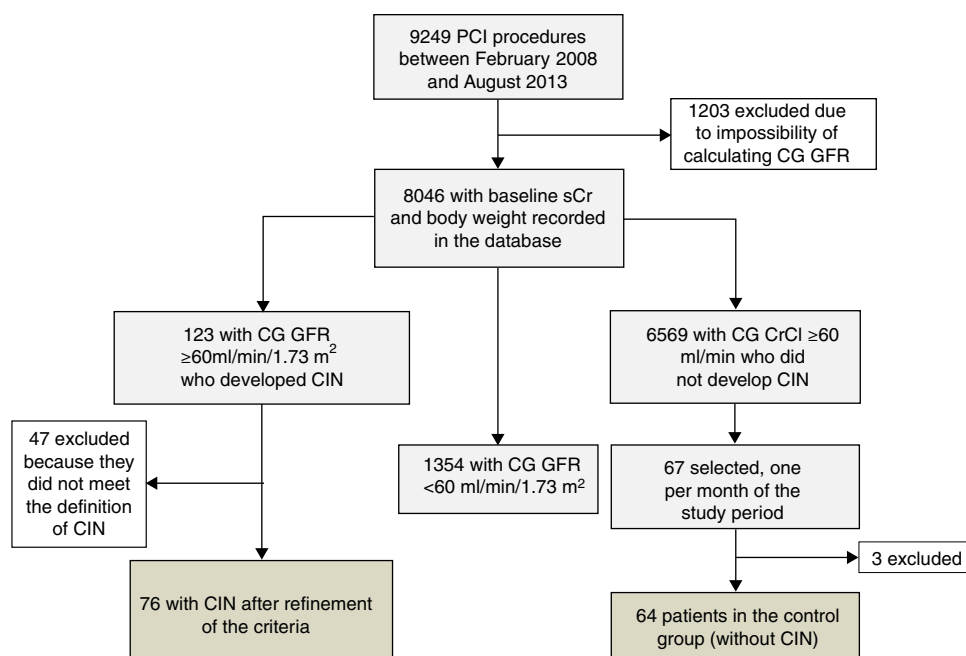 9249 PCI procedures
between February 2008
and August 2013
1203 excluded due
to impossibility of
calculating CG GFR
8046 with baseline sCr
and body weight recorded
in the database
123 with CG GFR
≥60ml/min/1.73 m²
who developed CIN
6569 with CG CrCl ≥60
ml/min who did
not develop CIN
47 excluded
because they
did not meet
the definition
of CIN
1354 with CG GFR
<60 ml/min/1.73 m²
67 selected, one
per month of the
study period
3 excluded
76 with CIN after refinement
of the criteria
64 patients in the control
group (without CIN)